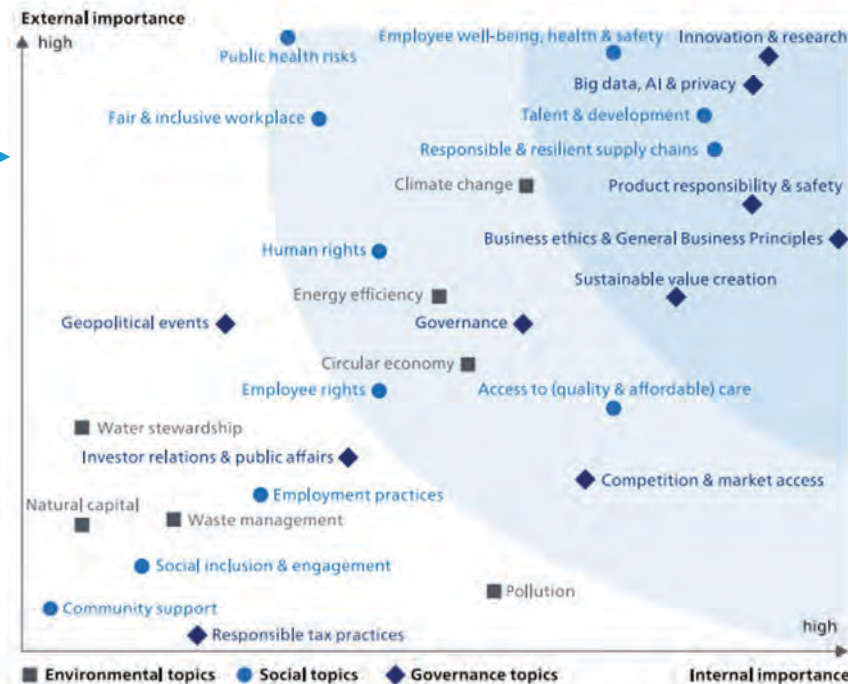 External importance
high
Public health risks
Employee well-being, health & safety
Innovation & research
Big data, AI & privacy
Fair & inclusive workplace
Talent & development
Responsible & resilient supply chains
Climate change
Product responsibility & safety
Human rights
Business ethics & General Business Principles
Sustainable value creation
Energy efficiency
Geopolitical events
Governance
Circular economy
Employee rights
Access to (quality & affordable) care
Water stewardship
Investor relations & public affairs
Competition & market access
Employment practices
Natural capital
Waste management
Social inclusion & engagement
Pollution
Community support
high
Responsible tax practices
Environmental topics
Social topics
Governance topics
Internal importance